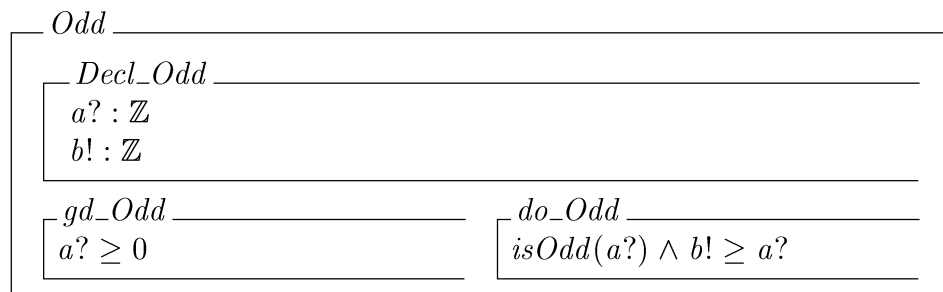 Odd
Decl_Odd
a? : ℤ
b! : ℤ
gd_Odd
do_Odd
a? ≥ 0
isOdd(a?) ∧ b! ≥ a?